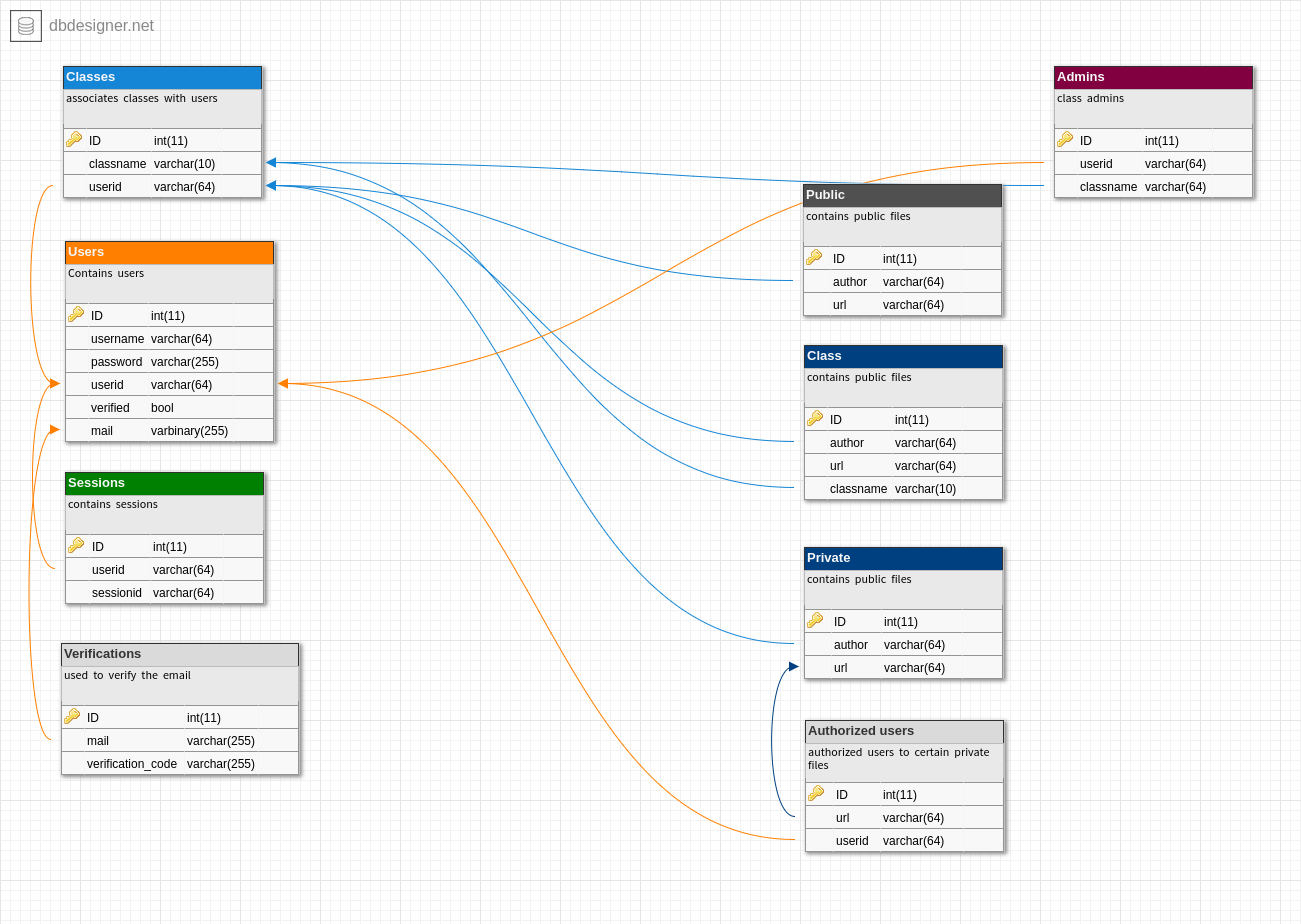 dbdesigner.net
Classes
associates classes with users
ID int(11)
classname varchar(10)
userid varchar(64)
Users
Contains users
ID int(11)
username varchar(64)
password varchar(255)
userid varchar(64)
verified bool
mail varbinary(255)
Sessions
contains sessions
ID int(11)
userid varchar(64)
sessionid varchar(64)
Verifications
used to verify the email
ID int(11)
mail varchar(255)
verification_code varchar(255)
Public
contains public files
ID int(11)
author varchar(64)
url varchar(64)
Class
contains public files
ID int(11)
author varchar(64)
url varchar(64)
classname varchar(10)
Private
contains public files
ID int(11)
author varchar(64)
url varchar(64)
Authorized users
authorized users to certain private
files
ID int(11)
url varchar(64)
userid varchar(64)
Admins
class admins
ID int(11)
userid varchar(64)
classname varchar(64)